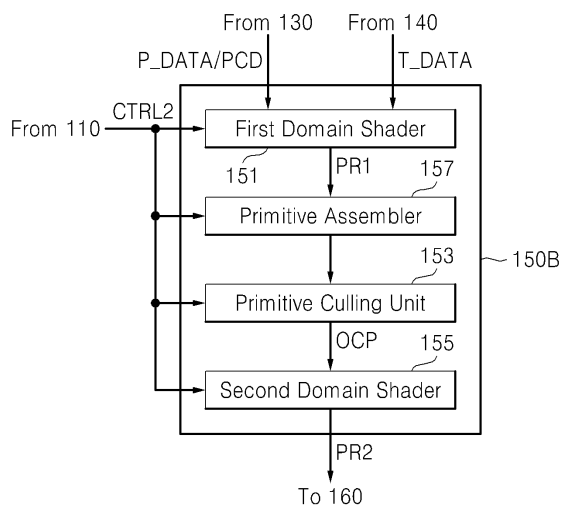 From 130
From 140
P_DATA/PCD
T_DATA
CTRL2
From 110
First Domain Shader
151
PR1
157
Primitive Assembler
153
150B
Primitive Culling Unit
OCP
155
Second Domain Shader
PR2
To 160